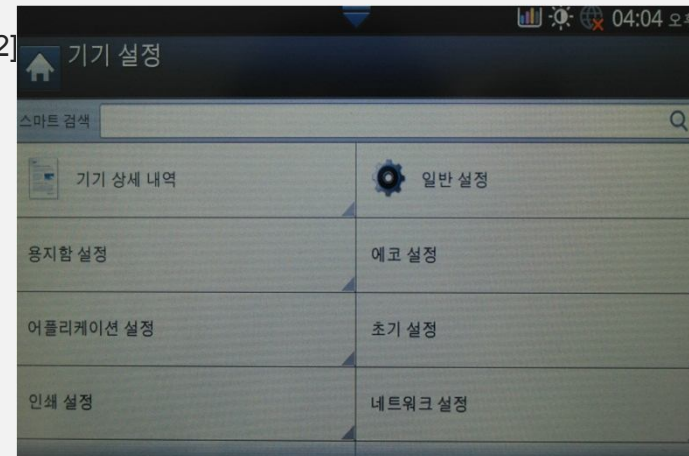 2]
04:04 오후
기기 설정
스마트 검색
기기 상세 내역
일반 설정
용지함 설정
에코 설정
어플리케이션 설정
초기 설정
인쇄 설정
네트워크 설정